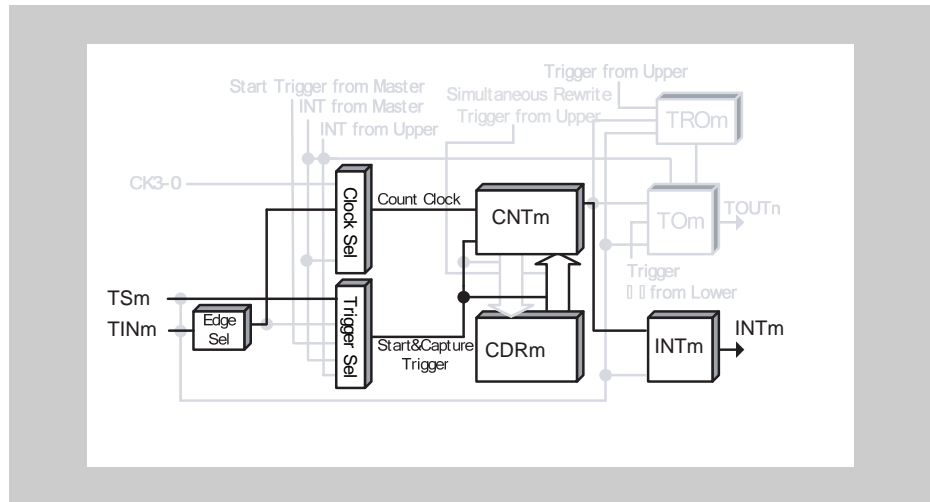 Trigger from Upper
Start Trigger from Master
Simultaneous Rewrite
INT from Master
Trigger from Upper
INT from Upper
TROm
CK3-0
Clock Sel
Count Clock
CNTm
TOm
TOUTn
Trigger
from Lower
TSm
TINm
Edge
Sel
Trigger Sel
Start&Capture
Trigger
CDRm
INTm
INTm